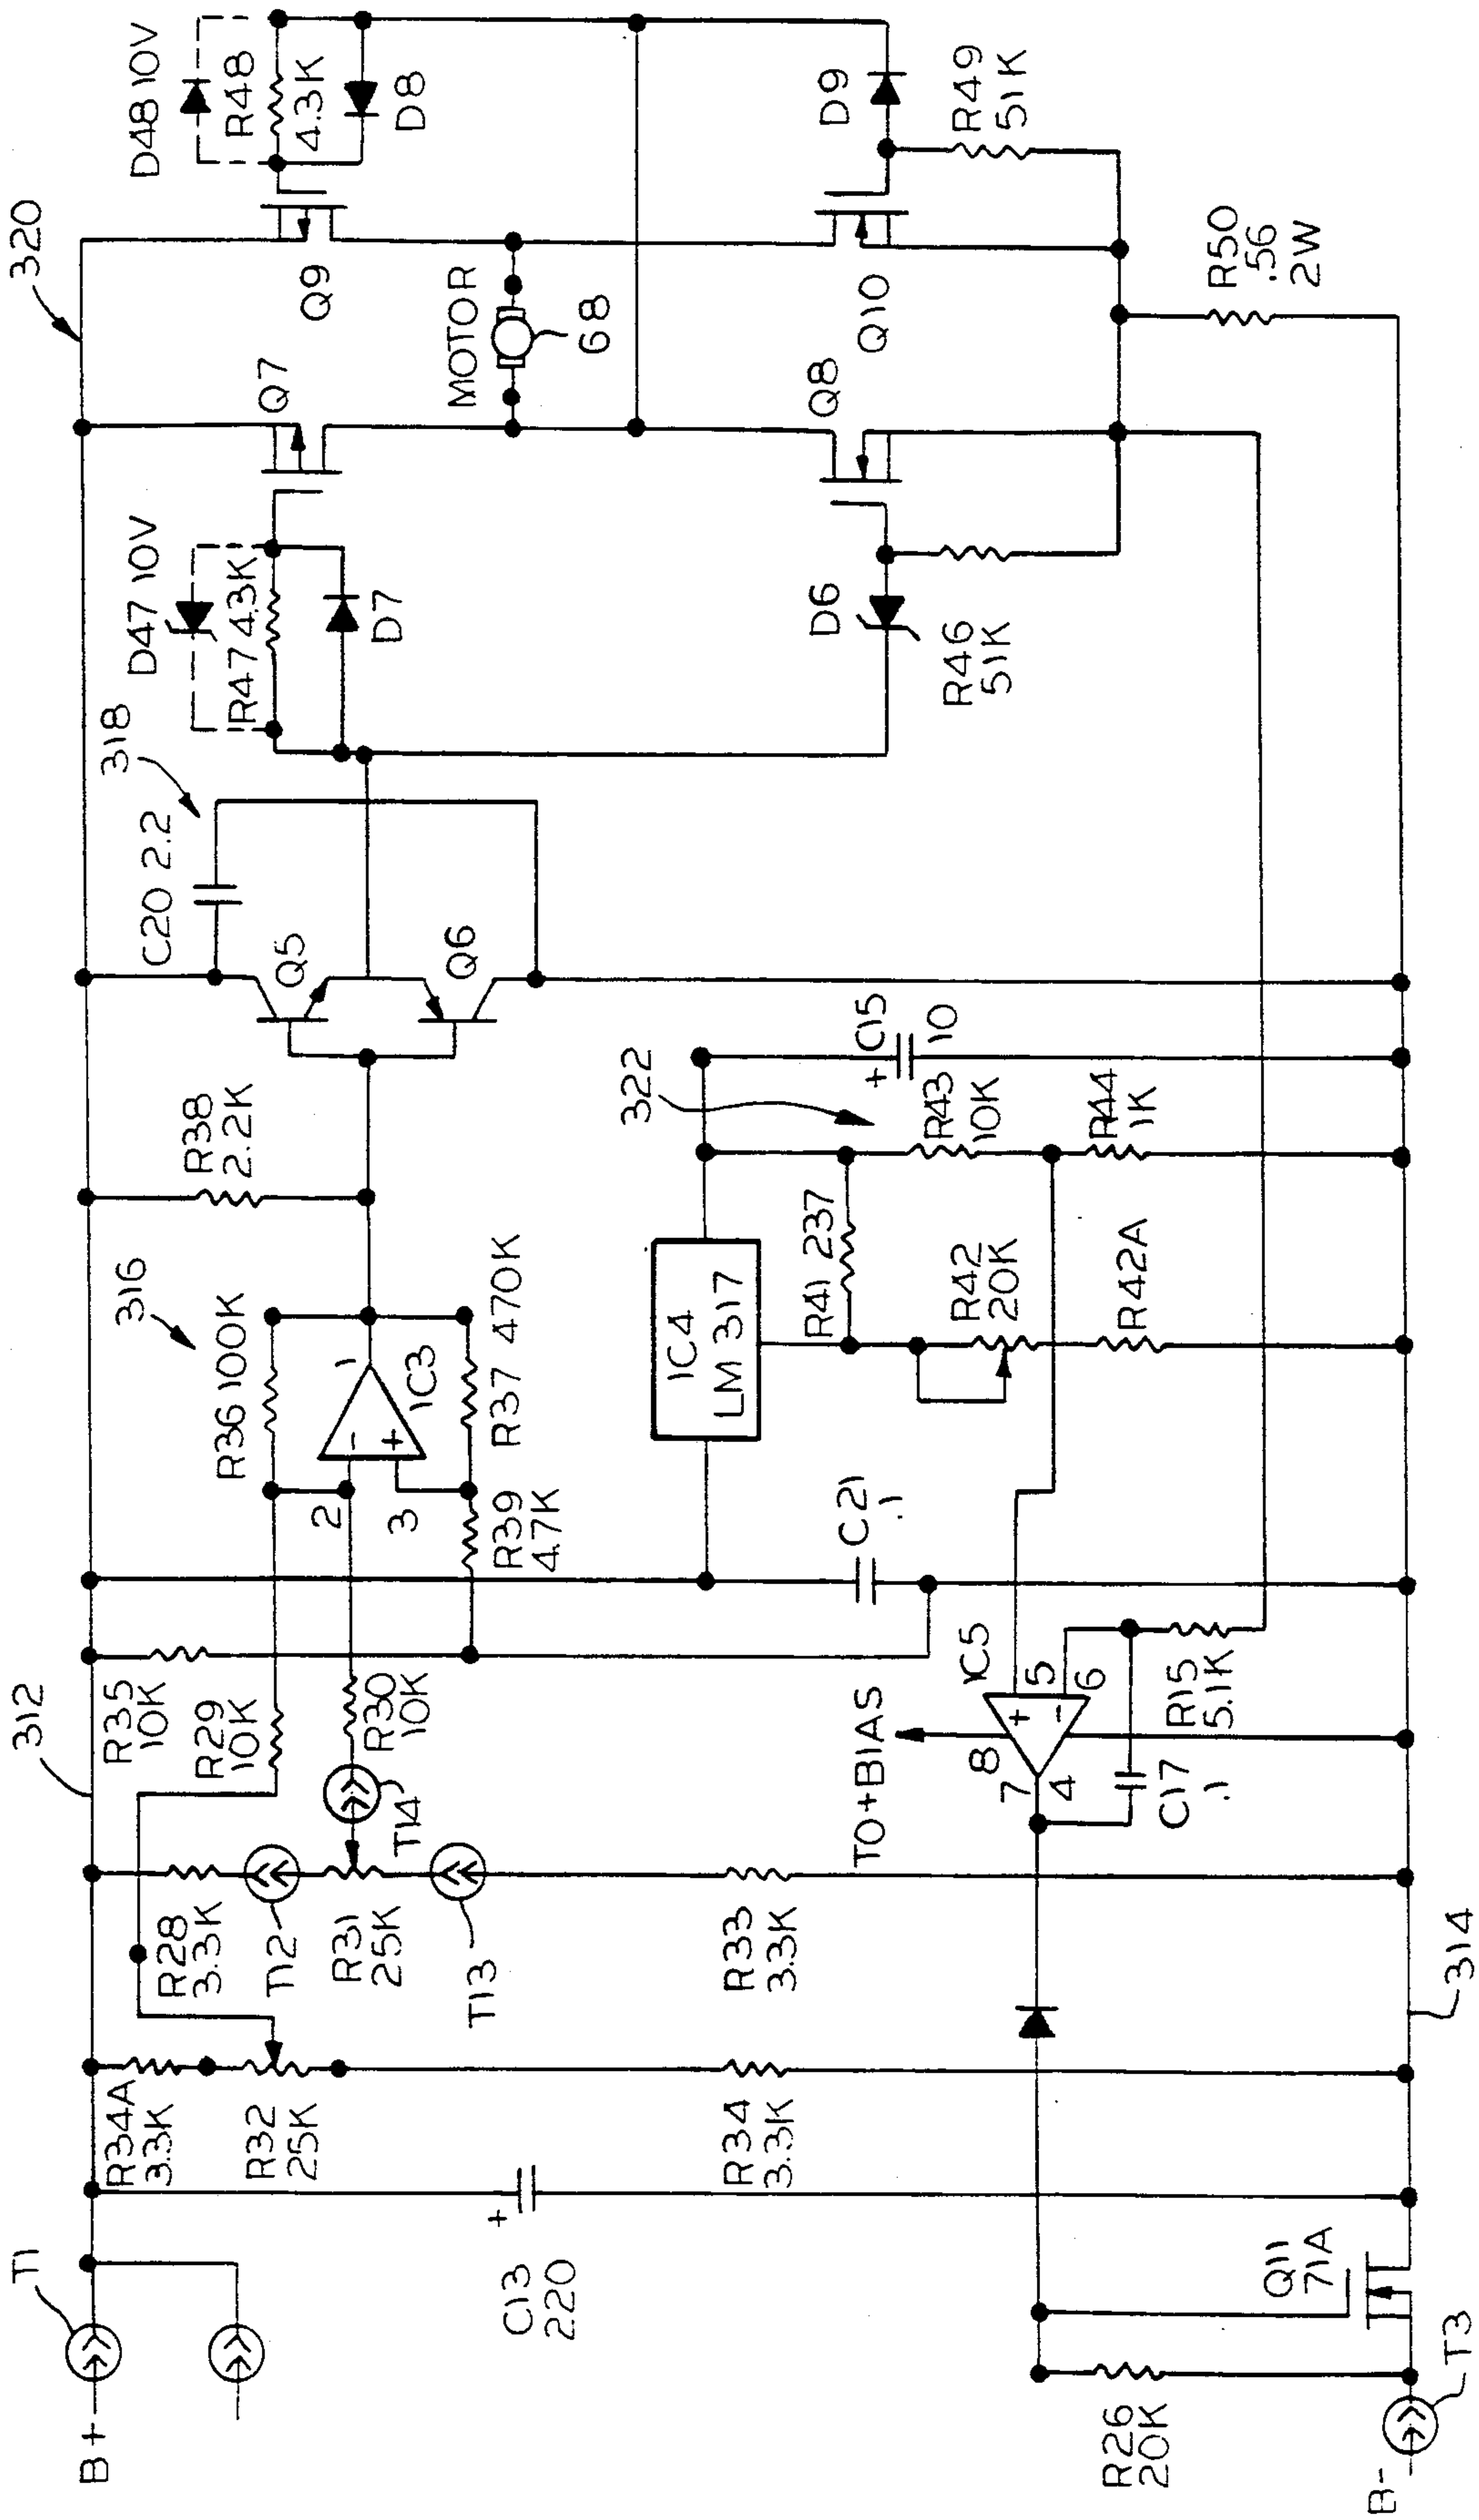 B+
T1
312
316
318
320
R34A
3.3K
R32
25K
R28
3.3K
T12
R31
25K
T13
R35
10K
R29
10K
R30
10K
T14
R36 100K
2
3
-
+
1
IC3
R37 470K
R39
4.7K
R38
2.2K
C20 2.2
Q5
Q6
D47 10V
R47 4.3K
D7
Q7
MOTOR
68
Q9
D48 10V
R48
4.3K
D8
C13
220
+
R34
3.3K
R33
3.3K
TO +BIAS
IC5
8
+
-
5
6
7
4
C17
.1
R15
5.1K
C21
.1
IC4
LM 317
R41 237
R42
20K
R42A
322
R43
10K
R44
1K
+
C15
10
D6
R46
51K
Q8
Q10
D9
R49
51K
R50
.56
2W
R26
20K
Q11
71A
B-
T3
314